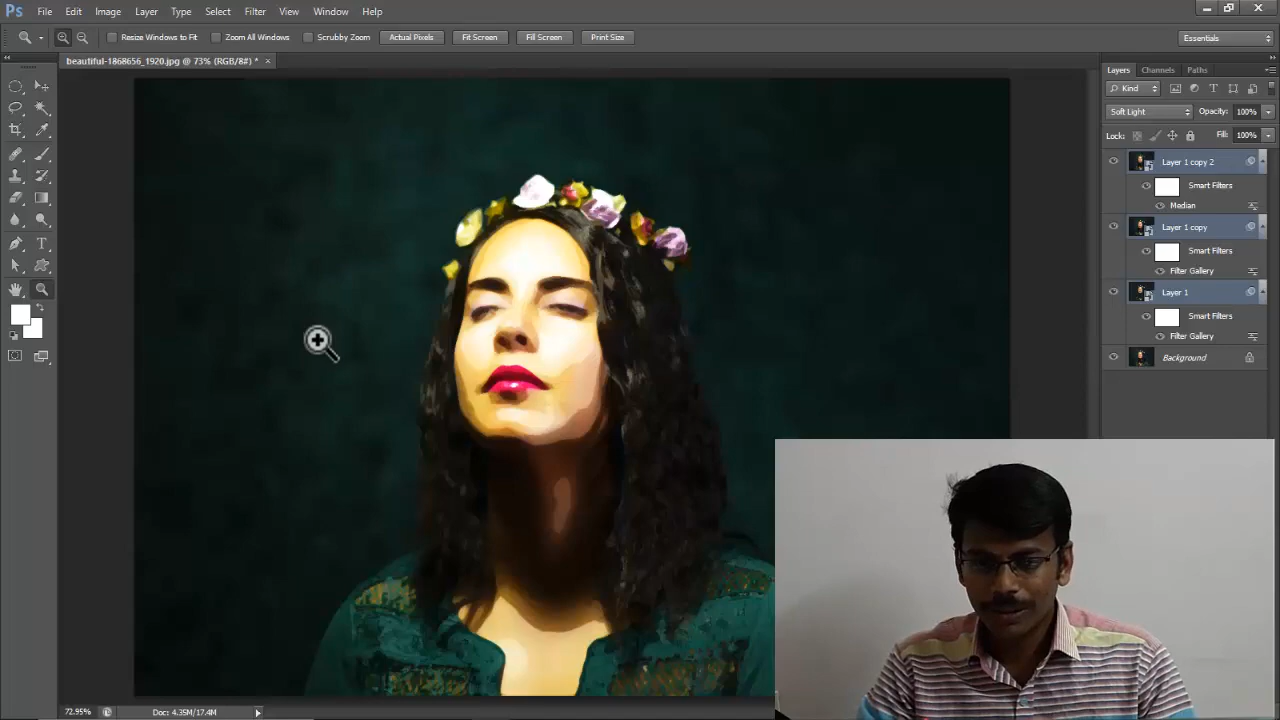 Ps File Edit Image Layer Type Select Filter View Window Help
Resize Windows to Fit Zoom All Windows Scrubby Zoom Actual Pixels Fit Screen Fill Screen Print Size Essentials
beautiful-1868656_1920.jpg @ 73% (RGB/8#) * ×
Layers Channels Paths
Kind
Soft Light Opacity: 100%
Lock: Fill: 100%
Layer 1 copy 2
Smart Filters
Median
Layer 1 copy
Smart Filters
Filter Gallery
Layer 1
Smart Filters
Filter Gallery
Background
72.95% Doc: 4.35M/17.4M